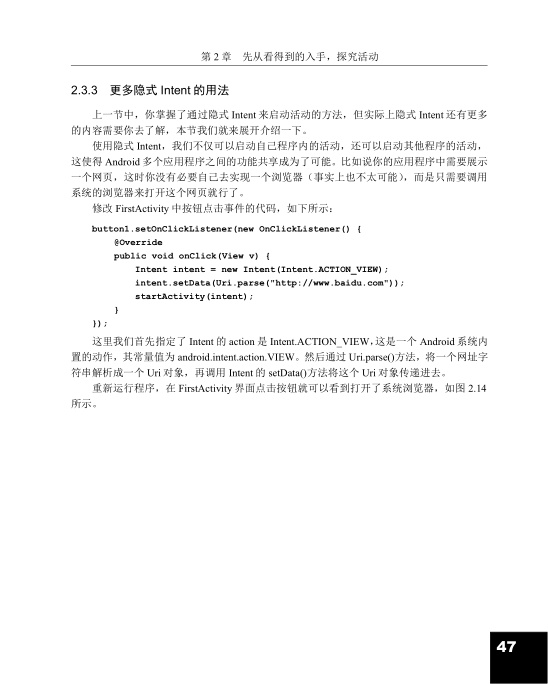 第 2 章 先从看得到的入手，探究活动
2.3.3 更多隐式 Intent 的用法
上一节中，你掌握了通过隐式 Intent 来启动活动的方法，但实际上隐式 Intent 还有更多
的内容需要你去了解，本节我们就来展开介绍一下。
使用隐式 Intent，我们不仅可以启动自己程序内的活动，还可以启动其他程序的活动，
这使得 Android 多个应用程序之间的功能共享成为了可能。比如说你的应用程序中需要展示
一个网页，这时你没有必要自己去实现一个浏览器（事实上也不太可能），而是只需要调用
系统的浏览器来打开这个网页就行了。
修改 FirstActivity 中按钮点击事件的代码，如下所示：
button1.setOnClickListener(new OnClickListener() {
@Override
public void onClick(View v) {
Intent intent = new Intent(Intent.ACTION_VIEW);
intent.setData(Uri.parse("http://www.baidu.com"));
startActivity(intent);
}
});
这里我们首先指定了 Intent 的 action 是 Intent.ACTION_VIEW，这是一个 Android 系统内
置的动作，其常量值为 android.intent.action.VIEW。然后通过 Uri.parse()方法，将一个网址字
符串解析成一个 Uri 对象，再调用 Intent 的 setData()方法将这个 Uri 对象传递进去。
重新运行程序，在 FirstActivity 界面点击按钮就可以看到打开了系统浏览器，如图 2.14
所示。
47